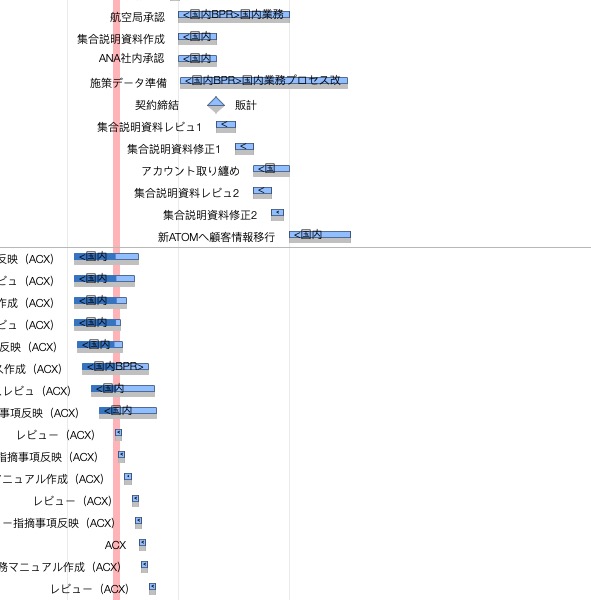 航空局承認 <国内BPR>国内業務
集合説明資料作成 <国内
ANA社内承認 <国内
施策データ準備 <国内BPR>国内業務プロセス改
契約締結 販計
集合説明資料レビュ1 <
集合説明資料修正1 <
アカウント取り纏め <国
集合説明資料レビュ2 <
集合説明資料修正2
新ATOMへ顧客情報移行 <国内
反映（ACX） <国内
ビュ（ACX） <国内
作成（ACX） <国内
ビュ（ACX） <国内
反映（ACX） <国内
作成（ACX） <国内BPR>
レビュ（ACX） <国内
事項反映（ACX） <国内
レビュー（ACX）
指摘事項反映（ACX）
マニュアル作成（ACX）
レビュー（ACX）
ー指摘事項反映（ACX）
ACX
務マニュアル作成（ACX）
レビュー（ACX）